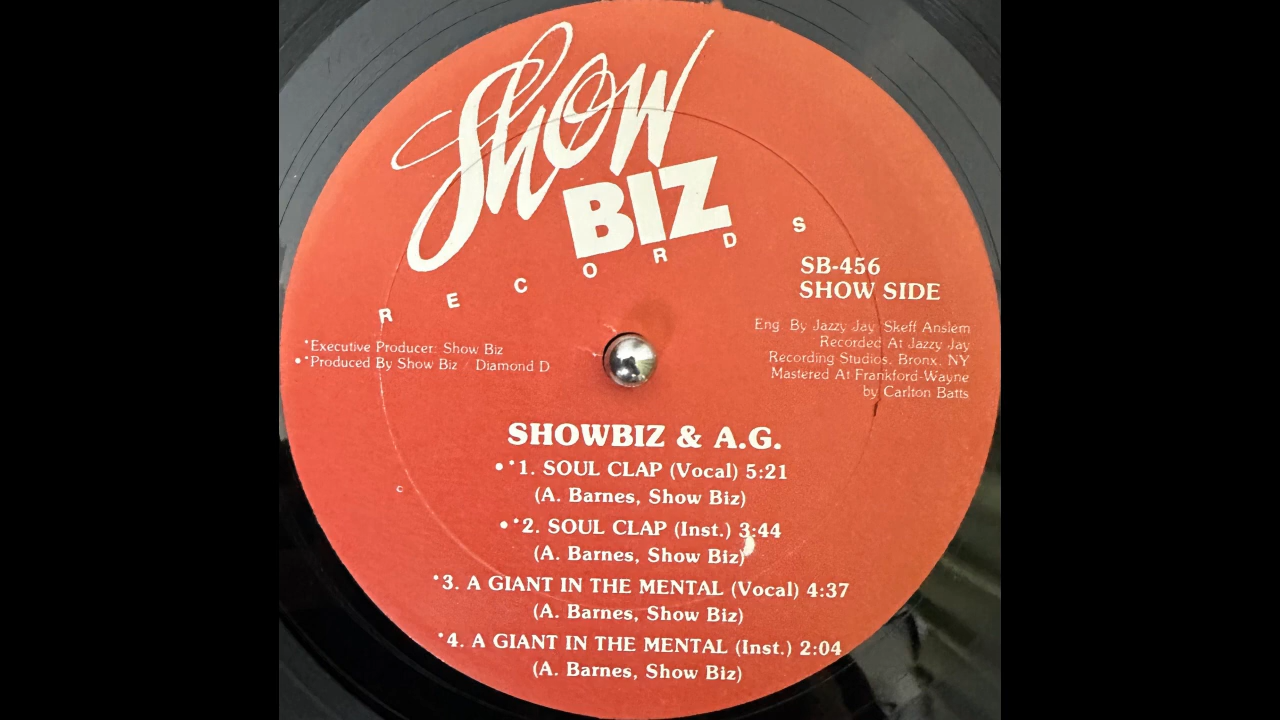 Show
BIZ
RECORDS
SB-456
SHOW SIDE
Eng. By Jazzy Jay Skeff Anslem
Recorded At Jazzy Jay
Recording Studios, Bronx, NY
Mastered At Frankford-Wayne
by Carlton Batts
*Executive Producer: Show Biz
•*Produced By Show Biz / Diamond D
SHOWBIZ & A.G.
•*1. SOUL CLAP (Vocal) 5:21
(A. Barnes, Show Biz)
•*2. SOUL CLAP (Inst.) 3:44
(A. Barnes, Show Biz)
*3. A GIANT IN THE MENTAL (Vocal) 4:37
(A. Barnes, Show Biz)
*4. A GIANT IN THE MENTAL (Inst.) 2:04
(A. Barnes, Show Biz)